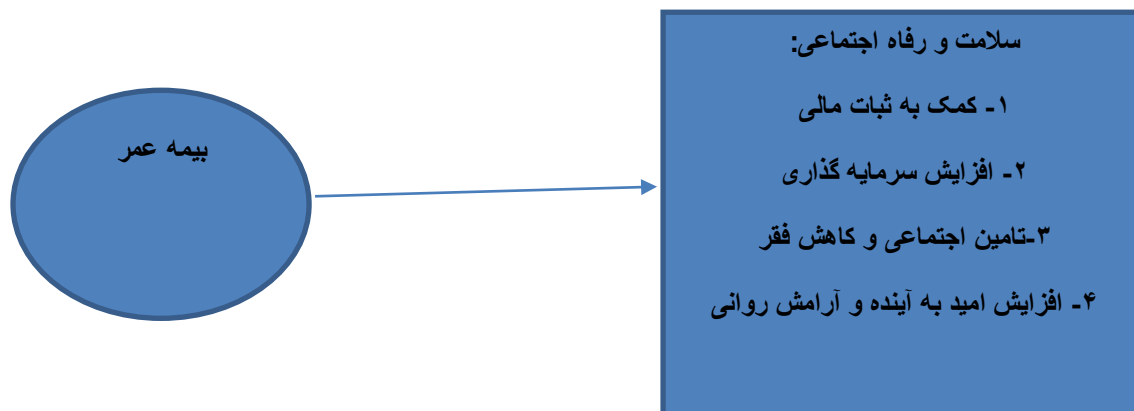 سلامت و رفاه اجتماعی:
۱- کمک به ثبات مالی
۲- افزایش سرمایه گذاری
۳-تامین اجتماعی و کاهش فقر
۴- افزایش امید به آینده و آرامش روانی
بیمه عمر